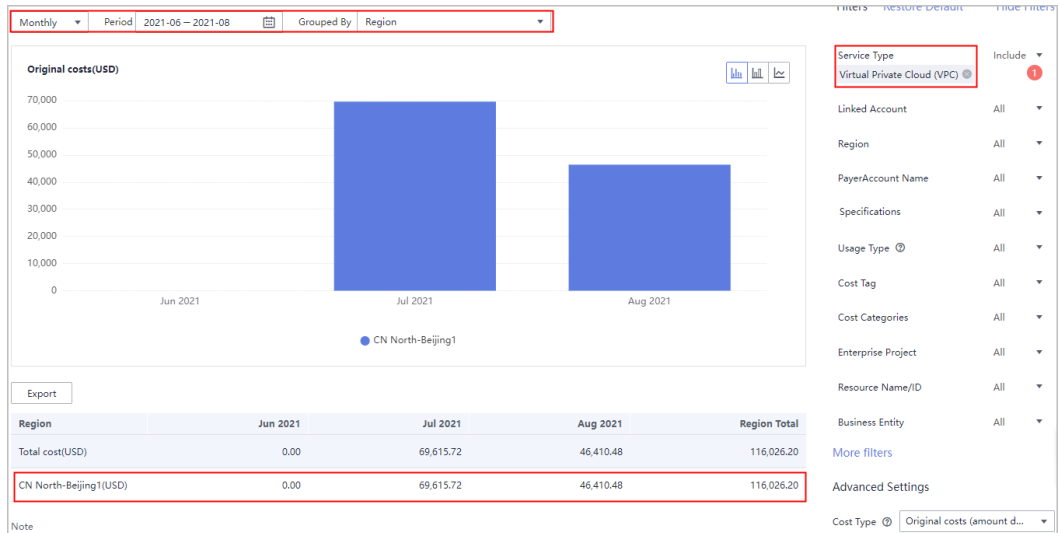 Filters Restore Default Hide Filters
Monthly Period 2021-06 — 2021-08 Grouped By Region
Original costs(USD)
70,000
60,000
50,000
40,000
30,000
20,000
10,000
0
Jun 2021 Jul 2021 Aug 2021
CN North-Beijing1
Export
Region Jun 2021 Jul 2021 Aug 2021 Region Total
Total cost(USD) 0.00 69,615.72 46,410.48 116,026.20
CN North-Beijing1(USD) 0.00 69,615.72 46,410.48 116,026.20
Note
Service Type Include
Virtual Private Cloud (VPC) 1
Linked Account All
Region All
PayerAccount Name All
Specifications All
Usage Type All
Cost Tag All
Cost Categories All
Enterprise Project All
Resource Name/ID All
Business Entity All
More filters
Advanced Settings
Cost Type Original costs (amount d...